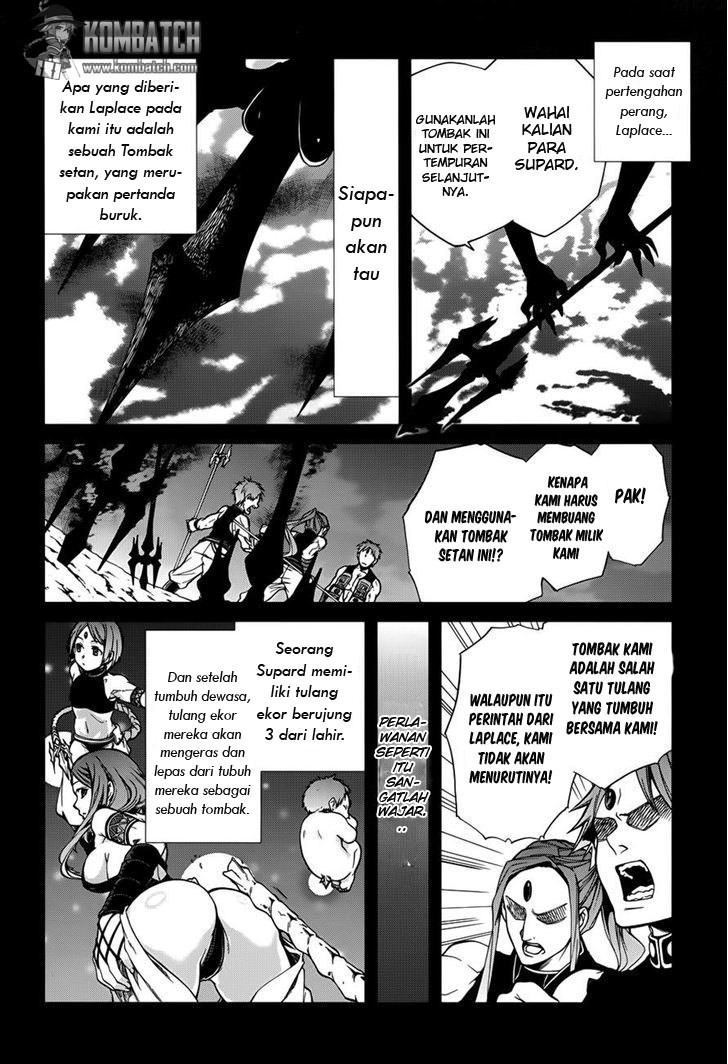 KOMBATCH
www.kombatch.com
Pada saat
pertengahan
perang,
Laplace...
WAHAI
KALIAN
PARA
SUPARD.
GUNAKANLAH
TOMBAK INI
UNTUK PER-
TEMPURAN
SELANJUT-
NYA.
Siapa-
pun
akan
tau
Apa yang diberi-
kan Laplace pada
kami itu adalah
sebuah Tombak
setan, yang meru-
pakan pertanda
buruk.
PAK!
KENAPA
KAMI HARUS
MEMBUANG
TOMBAK MILIK
KAMI
DAN MENGGUNA-
KAN TOMBAK
SETAN INI!?
TOMBAK KAMI
ADALAH SALAH
SATU TULANG
YANG TUMBUH
BERSAMA KAMI!
WALAUPUN ITU
PERINTAH DARI
LAPLACE, KAMI
TIDAK AKAN
MENURUTINYA!
PERLA-
WANAN
SEPERTI
ITU
SAN-
GATLAH
WAJAR.
. .
Seorang
Supard memi-
liki tulang
ekor berujung
3 dari lahir.
Dan setelah
tumbuh dewasa,
tulang ekor
mereka akan
mengeras dan
lepas dari tubuh
mereka sebagai
sebuah tombak.